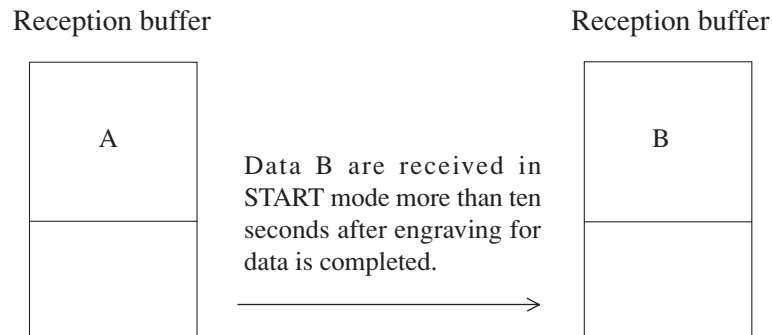 Reception buffer
Reception buffer
A
B
Data B are received in
START mode more than ten
seconds after engraving for
data is completed.